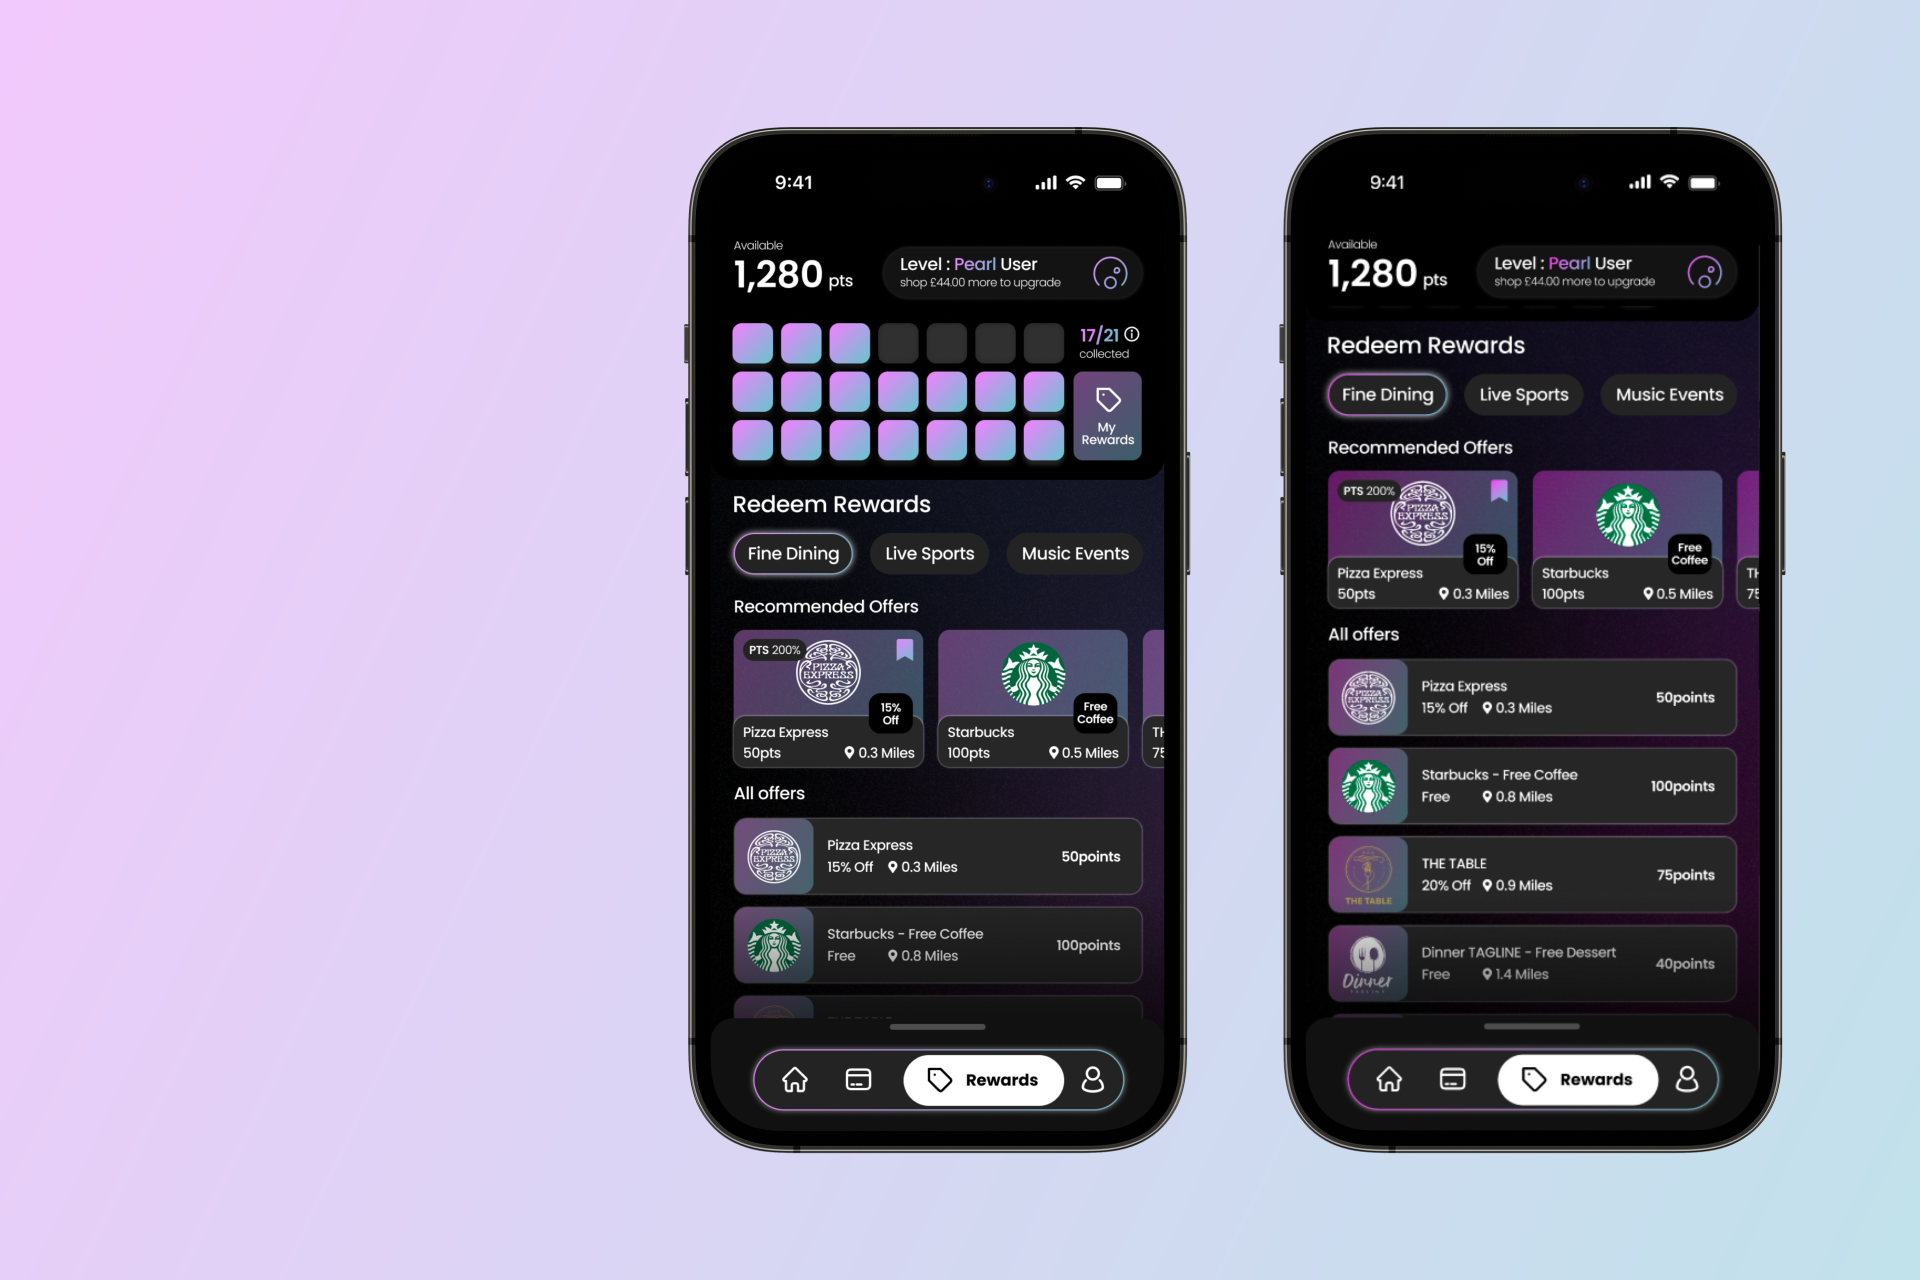 9:41
Available
1,280 pts
Level : Pearl User
shop £44.00 more to upgrade
17/21
collected
My
Rewards
Redeem Rewards
Fine Dining
Live Sports
Music Events
Recommended Offers
PTS 200%
PIZZA
EXPRESS
15%
Off
Pizza Express
50pts
0.3 Miles
Free
Coffee
Starbucks
100pts
0.5 Miles
TH
75
All offers
PIZZA
EXPRESS
Pizza Express
15% Off
0.3 Miles
50points
Starbucks - Free Coffee
Free
0.8 Miles
100points
Rewards
9:41
Available
1,280 pts
Level : Pearl User
shop £44.00 more to upgrade
Redeem Rewards
Fine Dining
Live Sports
Music Events
Recommended Offers
PTS 200%
PIZZA
EXPRESS
15%
Off
Pizza Express
50pts
0.3 Miles
Free
Coffee
Starbucks
100pts
0.5 Miles
TH
75
All offers
PIZZA
EXPRESS
Pizza Express
15% Off
0.3 Miles
50points
Starbucks - Free Coffee
Free
0.8 Miles
100points
THE TABLE
THE TABLE
20% Off
0.9 Miles
75points
Dinner
TAGLINE
Dinner TAGLINE - Free Dessert
Free
1.4 Miles
40points
Rewards